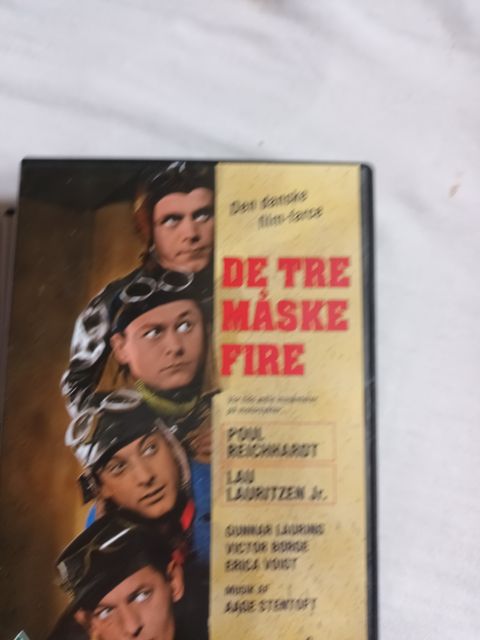 Den danske
film-farce
DE TRE
MÅSKE
FIRE
POUL
REICHHARDT
LAU
LAURITZEN Jr.
GUNNAR LAURING
VICTOR BORGE
ERICA VOIGT
MUSIK AF
AAGE STENTOFT